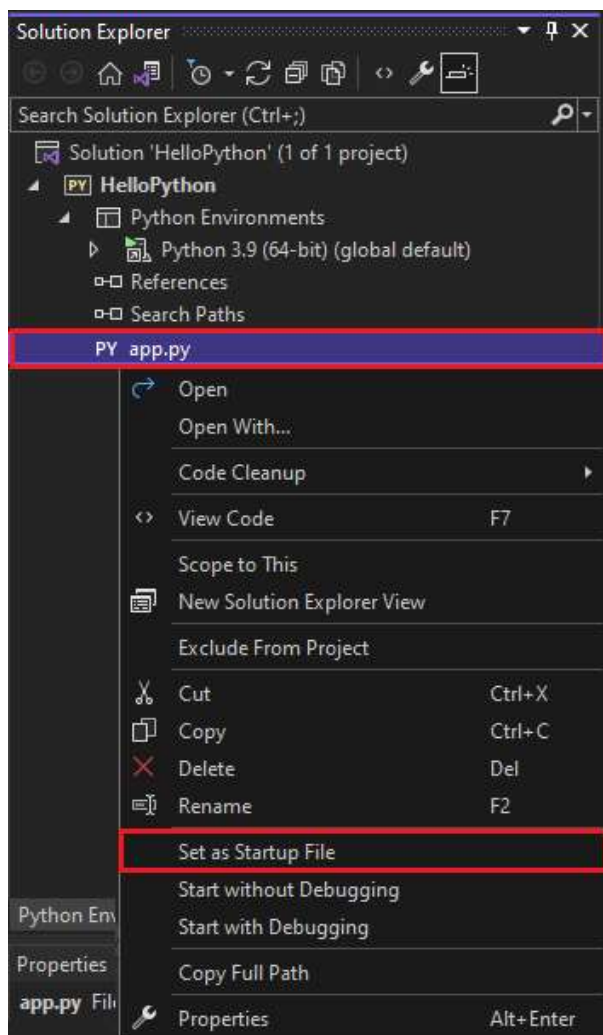 Solution Explorer
Search Solution Explorer (Ctrl+;)
Solution 'HelloPython' (1 of 1 project)
PY HelloPython
Python Environments
Python 3.9 (64-bit) (global default)
References
Search Paths
PY app.py
Open
Open With...
Code Cleanup
View Code F7
Scope to This
New Solution Explorer View
Exclude From Project
Cut Ctrl+X
Copy Ctrl+C
Delete Del
Rename F2
Set as Startup File
Start without Debugging
Python
Start with Debugging
Properties
Copy Full Path
app.py
Properties Alt+Enter